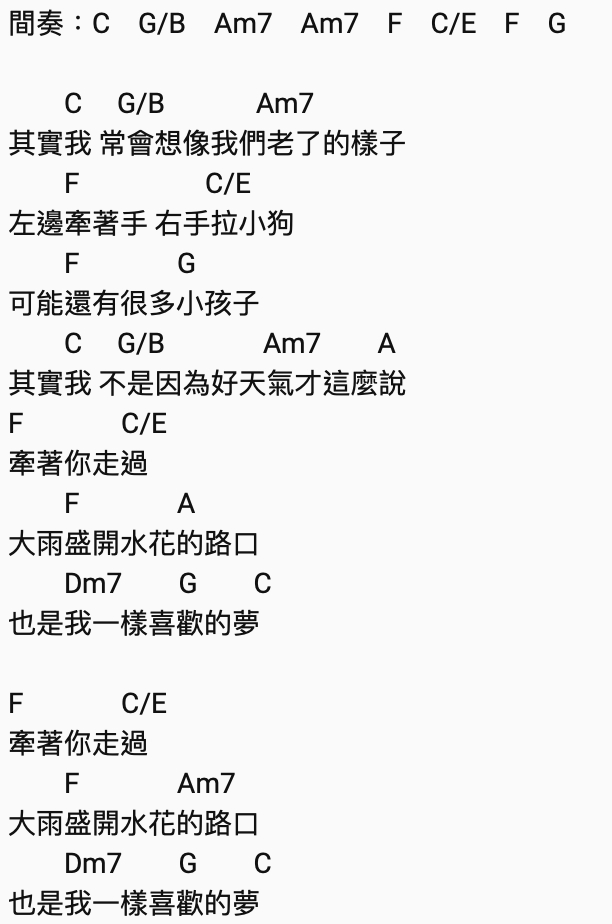 間奏：C G/B Am7 Am7 F C/E F G
C G/B Am7
其實我 常會想像我們老了的樣子
F C/E
左邊牽著手 右手拉小狗
F G
可能還有很多小孩子
C G/B Am7 A
其實我 不是因為好天氣才這麼說
F C/E
牽著你走過
F A
大雨盛開水花的路口
Dm7 G C
也是我一樣喜歡的夢
F C/E
牽著你走過
F Am7
大雨盛開水花的路口
Dm7 G C
也是我一樣喜歡的夢